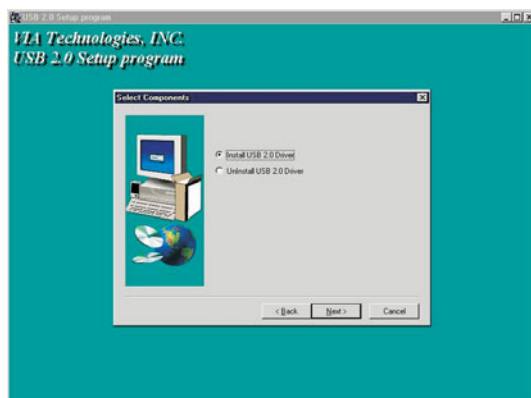 USB 2.0 Setup program
VIA Technologies, INC.
USB 2.0 Setup program
Select Components
Install USB 2.0 Driver
UnInstall USB 2.0 Driver
< Back
Next >
Cancel